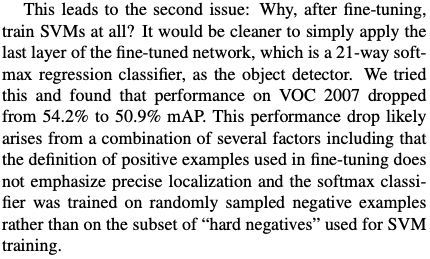 This leads to the second issue: Why, after fine-tuning,
train SVMs at all? It would be cleaner to simply apply the
last layer of the fine-tuned network, which is a 21-way soft-
max regression classifier, as the object detector. We tried
this and found that performance on VOC 2007 dropped
from 54.2% to 50.9% mAP. This performance drop likely
arises from a combination of several factors including that
the definition of positive examples used in fine-tuning does
not emphasize precise localization and the softmax classi-
fier was trained on randomly sampled negative examples
rather than on the subset of “hard negatives” used for SVM
training.